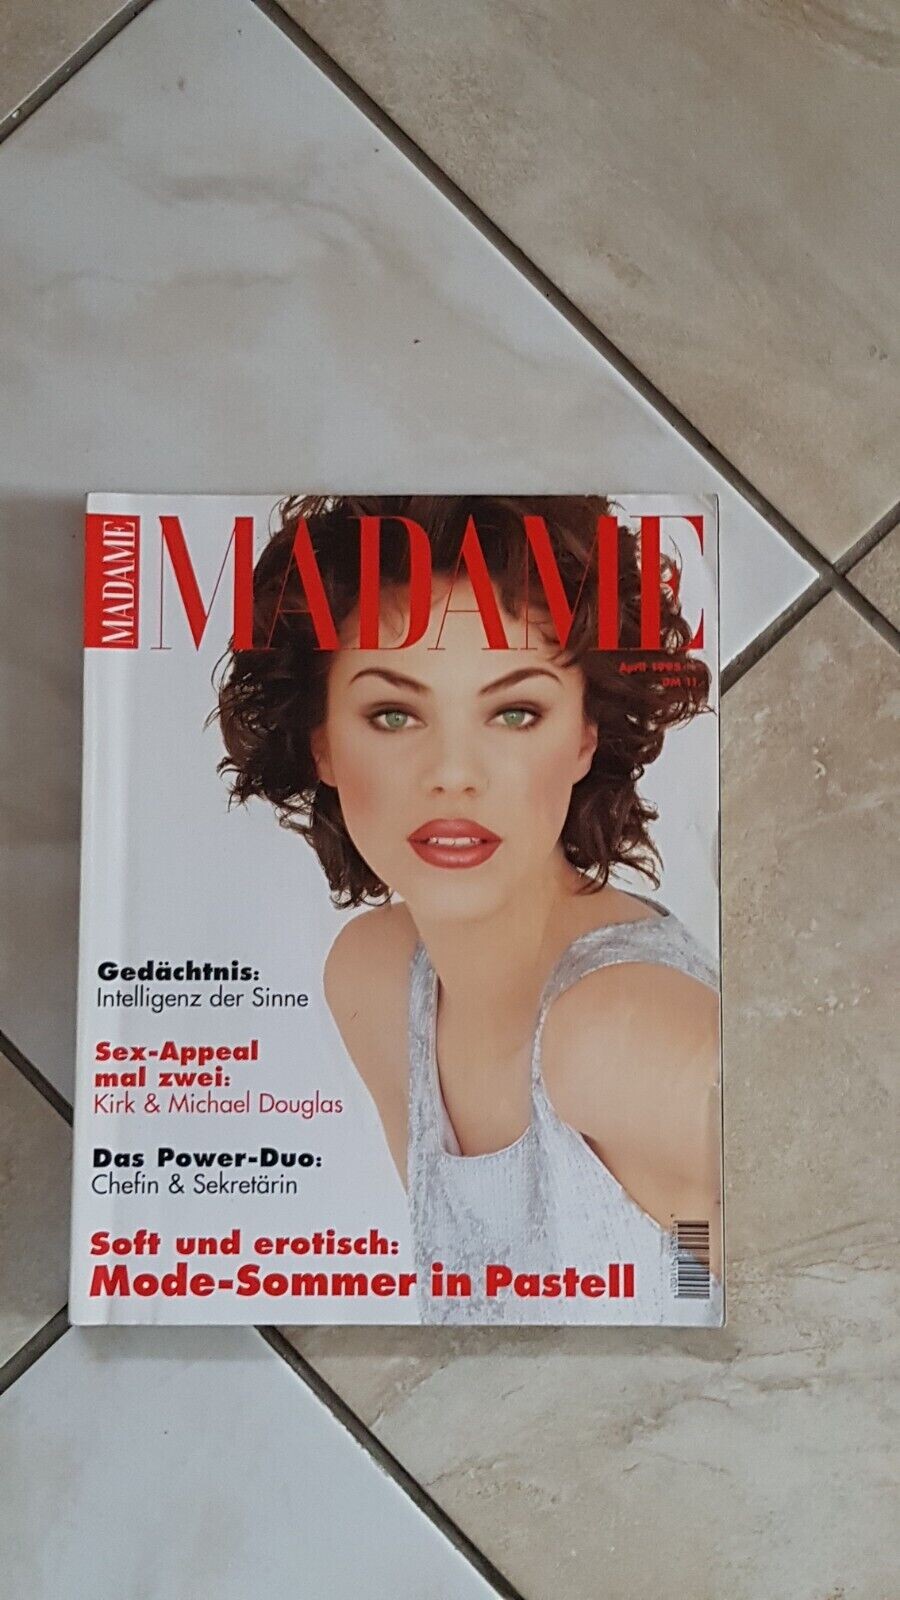 MADAME
MADAME
April 1995
DM 11,-
Gedächtnis:
Intelligenz der Sinne
Sex-Appeal
mal zwei:
Kirk & Michael Douglas
Das Power-Duo:
Chefin & Sekretärin
Soft und erotisch:
Mode-Sommer in Pastell